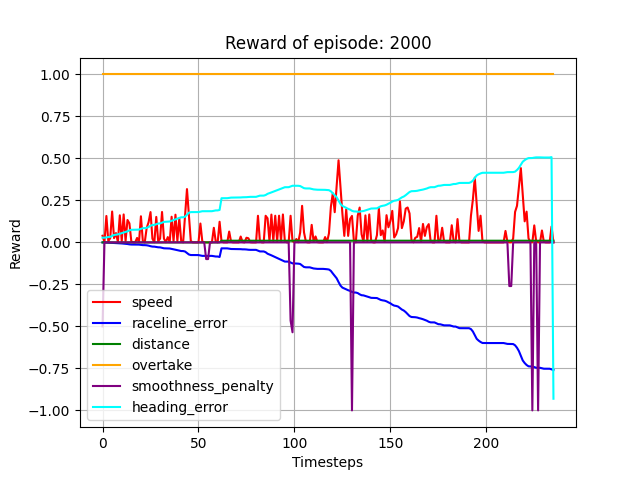 Reward of episode: 2000
Reward
1.00
0.75
0.50
0.25
0.00
−0.25
−0.50
−0.75
−1.00
speed
raceline_error
distance
overtake
smoothness_penalty
heading_error
0 50 100 150 200
Timesteps